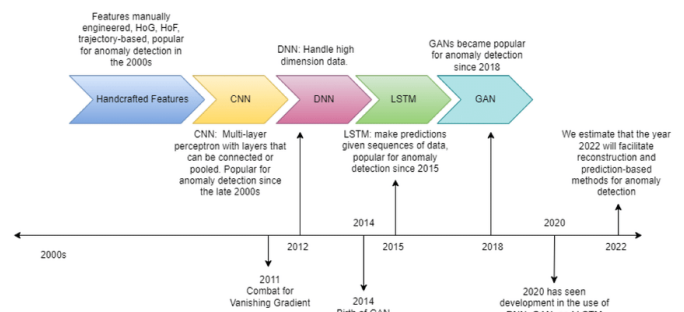 Features manually
engineered, HoG, HoF,
trajectory-based, popular
for anomaly detection in
the 2000s
DNN: Handle high
dimension data.
GANs became popular
for anomaly detection
since 2018
Handcrafted Features
CNN
DNN
LSTM
GAN
CNN: Multi-layer
perceptron with layers that
can be connected or
pooled. Popular for
anomaly detection since
the late 2000s
LSTM: make predictions
given sequences of data,
popular for anomaly
detection since 2015
We estimate that the year
2022 will facilitate
reconstruction and
prediction-based
methods for anomaly
detection
2014
2020
2000s
2012
2015
2018
2022
2011
Combat for
Vanishing Gradient
2014
Birth of GAN
2020 has seen
development in the use of